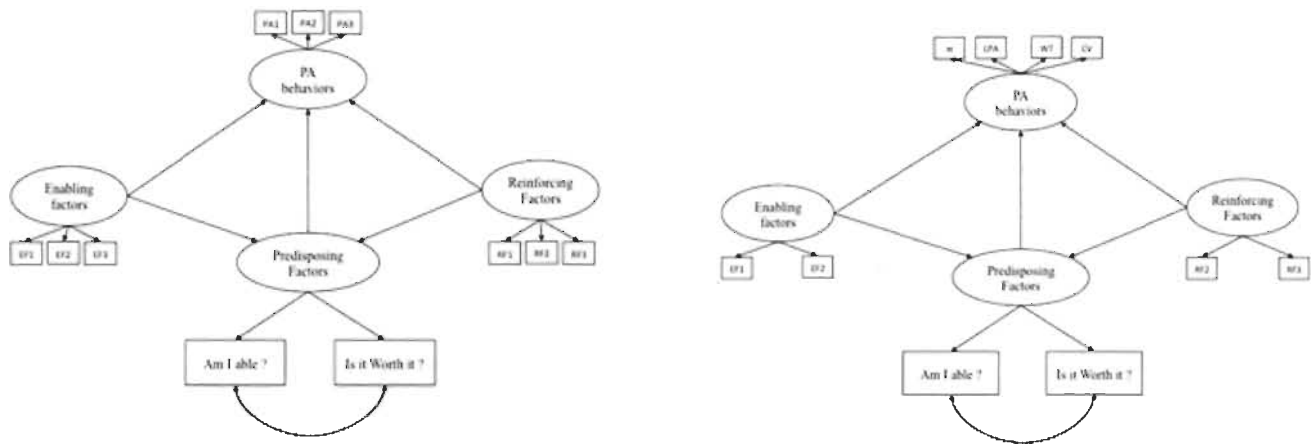 PA1 PA2 PA3
PA
behaviors
Enabling
factors
EF1 EF2 EF3
Reinforcing
Factors
RF1 RF2 RF3
Predisposing
Factors
Am I able ?
Is it Worth it ?
LPA WT CV
PA
behaviors
Enabling
factors
EF1 EF2
Reinforcing
Factors
RF2 RF3
Predisposing
Factors
Am I able ?
Is it Worth it ?